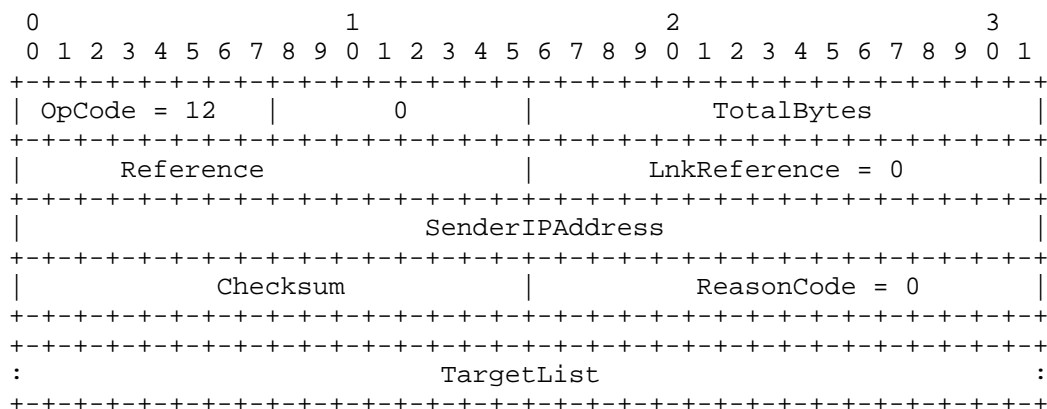 0                   1                   2                   3
 0 1 2 3 4 5 6 7 8 9 0 1 2 3 4 5 6 7 8 9 0 1 2 3 4 5 6 7 8 9 0 1
+-+-+-+-+-+-+-+-+-+-+-+-+-+-+-+-+-+-+-+-+-+-+-+-+-+-+-+-+-+-+-+-+
| OpCode = 12   |       0       |           TotalBytes          |
+-+-+-+-+-+-+-+-+-+-+-+-+-+-+-+-+-+-+-+-+-+-+-+-+-+-+-+-+-+-+-+-+
|      Reference                |       LnkReference = 0        |
+-+-+-+-+-+-+-+-+-+-+-+-+-+-+-+-+-+-+-+-+-+-+-+-+-+-+-+-+-+-+-+-+
|                         SenderIPAddress                       |
+-+-+-+-+-+-+-+-+-+-+-+-+-+-+-+-+-+-+-+-+-+-+-+-+-+-+-+-+-+-+-+-+
|            Checksum           |          ReasonCode = 0       |
+-+-+-+-+-+-+-+-+-+-+-+-+-+-+-+-+-+-+-+-+-+-+-+-+-+-+-+-+-+-+-+-+
+-+-+-+-+-+-+-+-+-+-+-+-+-+-+-+-+-+-+-+-+-+-+-+-+-+-+-+-+-+-+-+-+
:                          TargetList                           :
+-+-+-+-+-+-+-+-+-+-+-+-+-+-+-+-+-+-+-+-+-+-+-+-+-+-+-+-+-+-+-+-+